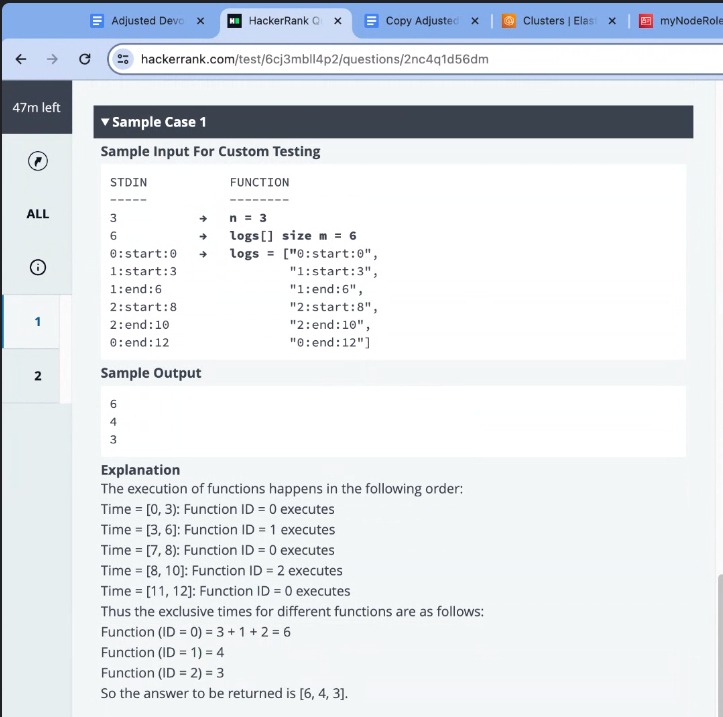 Adjusted Devo
HackerRank Q
Copy Adjusted
Clusters | Elas
myNodeRole
hackerrank.com/test/6cj3mbll4p2/questions/2nc4q1d56dm
47m left
ALL
1
2
▼ Sample Case 1
Sample Input For Custom Testing
STDIN FUNCTION
----- --------
3 → n = 3
6 → logs[] size m = 6
0:start:0 → logs = ["0:start:0",
1:start:3 "1:start:3",
1:end:6 "1:end:6",
2:start:8 "2:start:8",
2:end:10 "2:end:10",
0:end:12 "0:end:12"]
Sample Output
6
4
3
Explanation
The execution of functions happens in the following order:
Time = [0, 3): Function ID = 0 executes
Time = [3, 6]: Function ID = 1 executes
Time = [7, 8): Function ID = 0 executes
Time = [8, 10]: Function ID = 2 executes
Time = [11, 12]: Function ID = 0 executes
Thus the exclusive times for different functions are as follows:
Function (ID = 0) = 3 + 1 + 2 = 6
Function (ID = 1) = 4
Function (ID = 2) = 3
So the answer to be returned is [6, 4, 3].